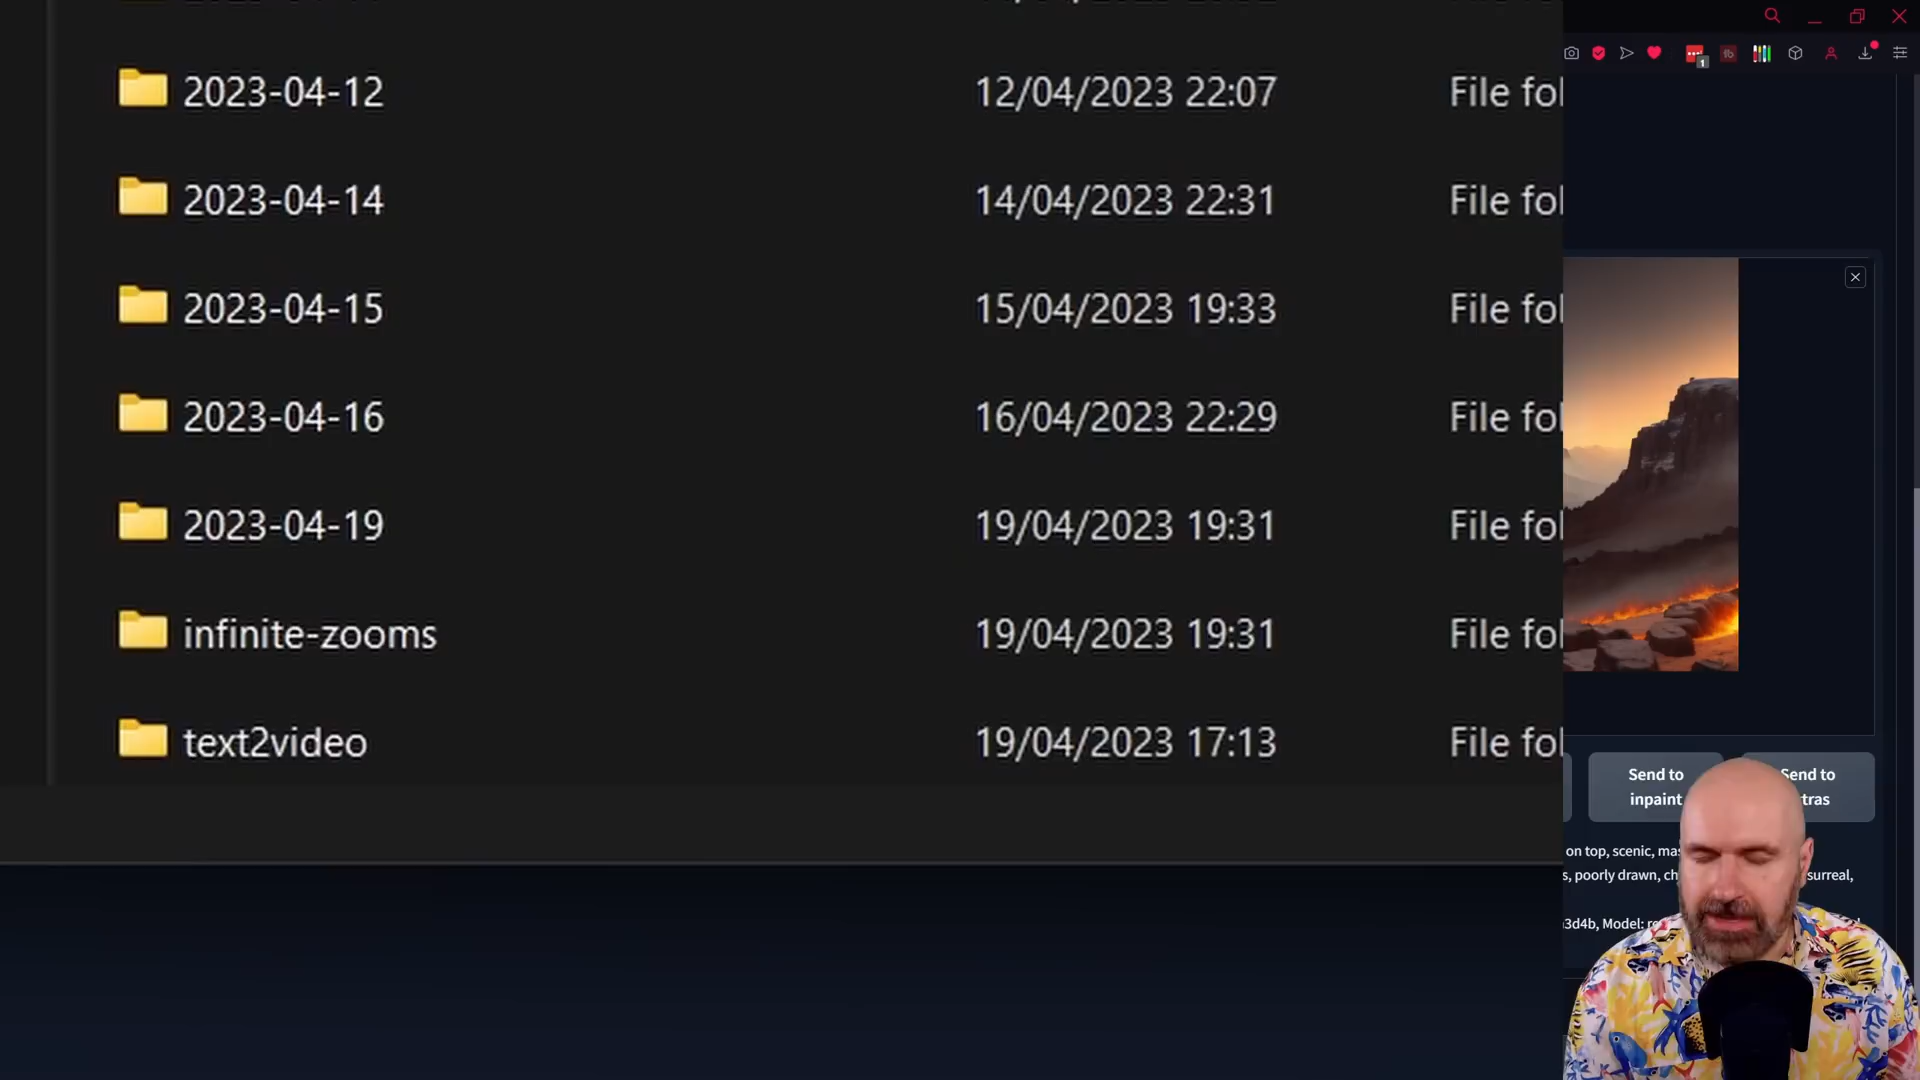 2023-04-12 12/04/2023 22:07 File fol
2023-04-14 14/04/2023 22:31 File fol
2023-04-15 15/04/2023 19:33 File fol
2023-04-16 16/04/2023 22:29 File fol
2023-04-19 19/04/2023 19:31 File fol
infinite-zooms 19/04/2023 19:31 File fol
text2video 19/04/2023 17:13 File fol
1
Send to
inpaint
Send to
tras
on top, scenic, mas
s, poorly drawn, ch surreal,
3d4b, Model: re